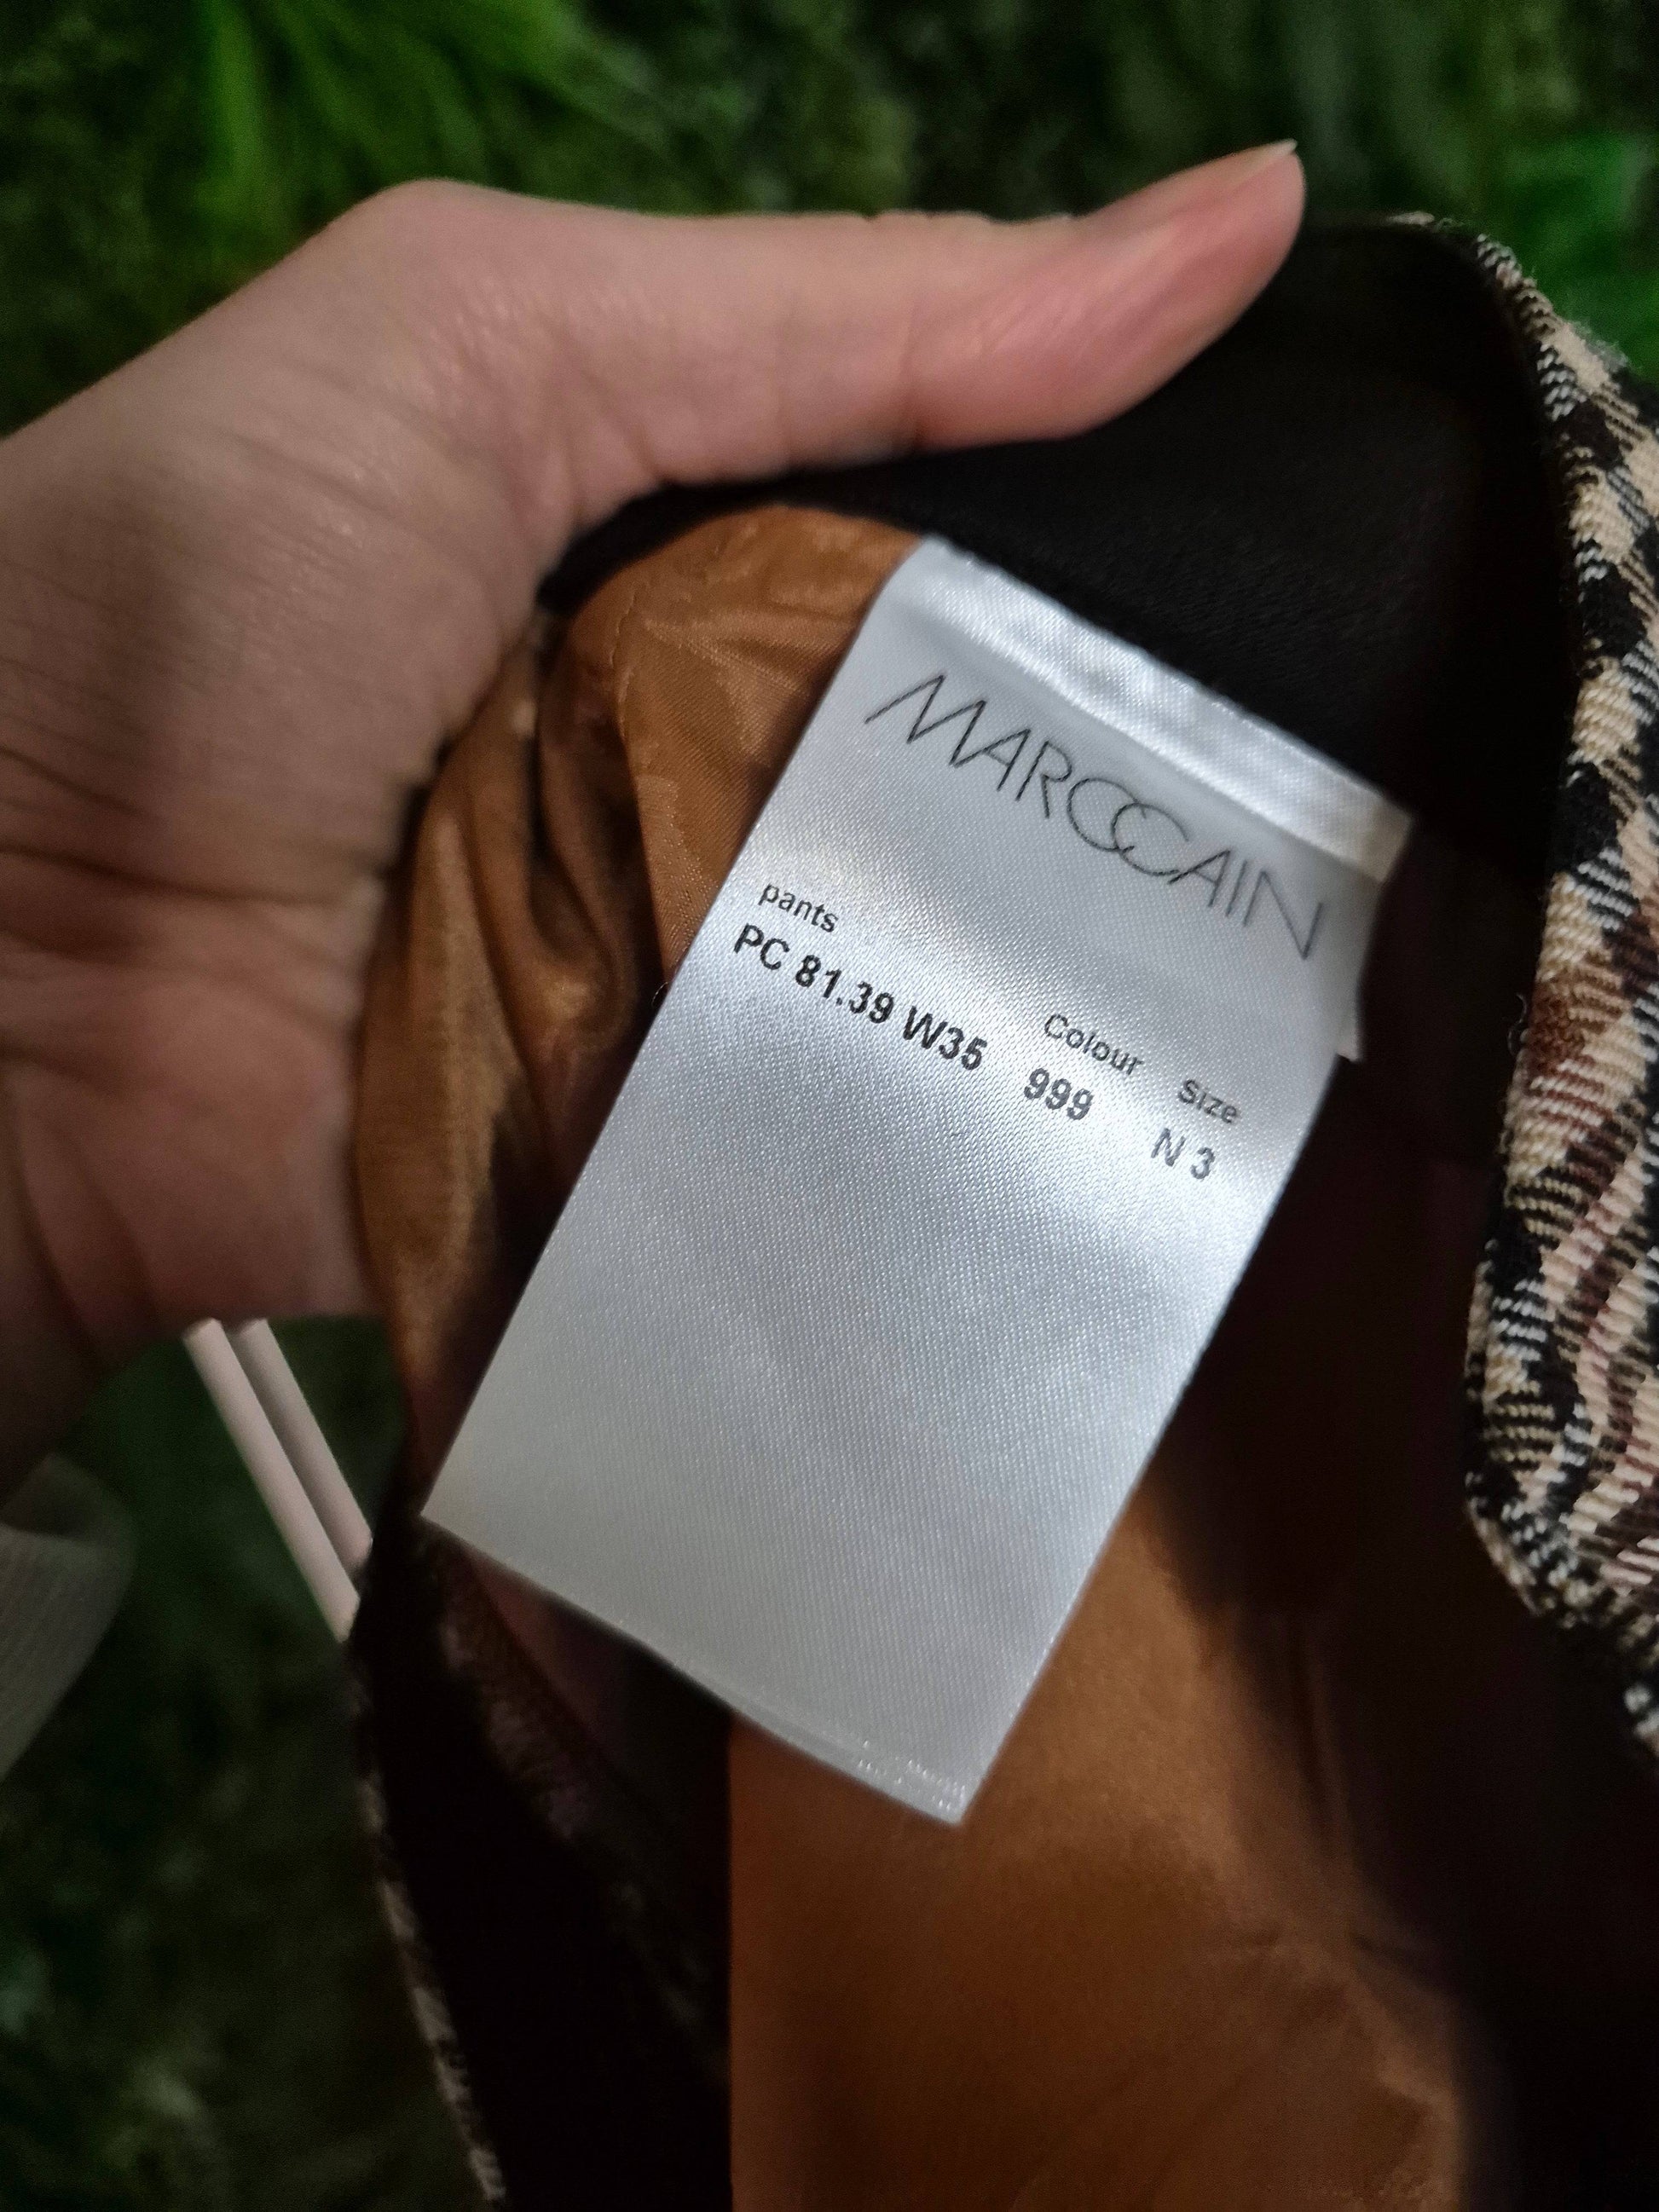 MARCCAIN
pants
PC 81.39 W35
Colour
999
Size
N 3